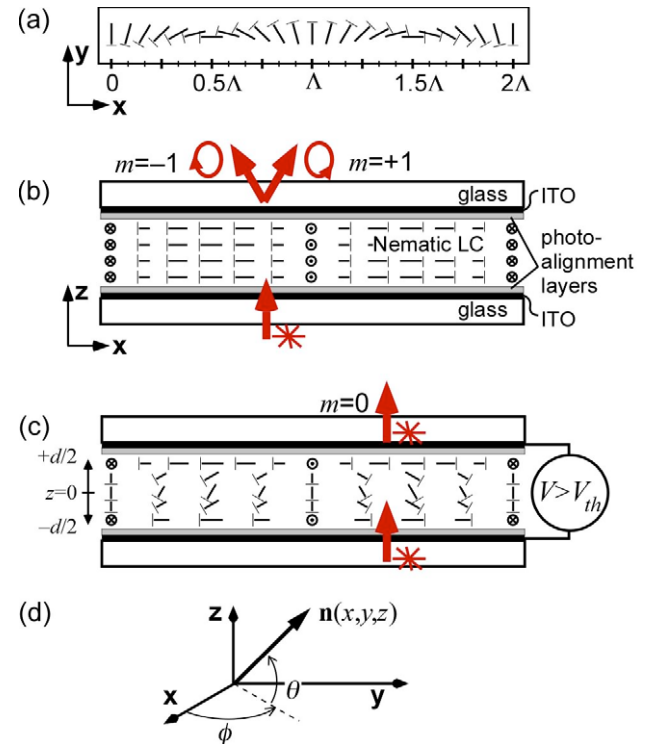 (a)
y
x
0 0.5Λ Λ 1.5Λ 2Λ
m=–1 m=+1
(b)
glass
ITO
Nematic LC
photo-
alignment
layers
z
glass
ITO
x
m=0
(c)
+d/2
z=0
V>Vth
–d/2
(d)
z
n(x,y,z)
x
θ
y
ϕ